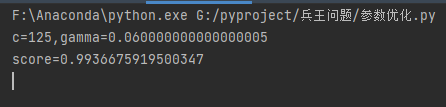 F:\Anaconda\python.exe G:/pyproject/兵王问题/参数优化.py
c=125,gamma=0.060000000000000005
score=0.9936675919500347